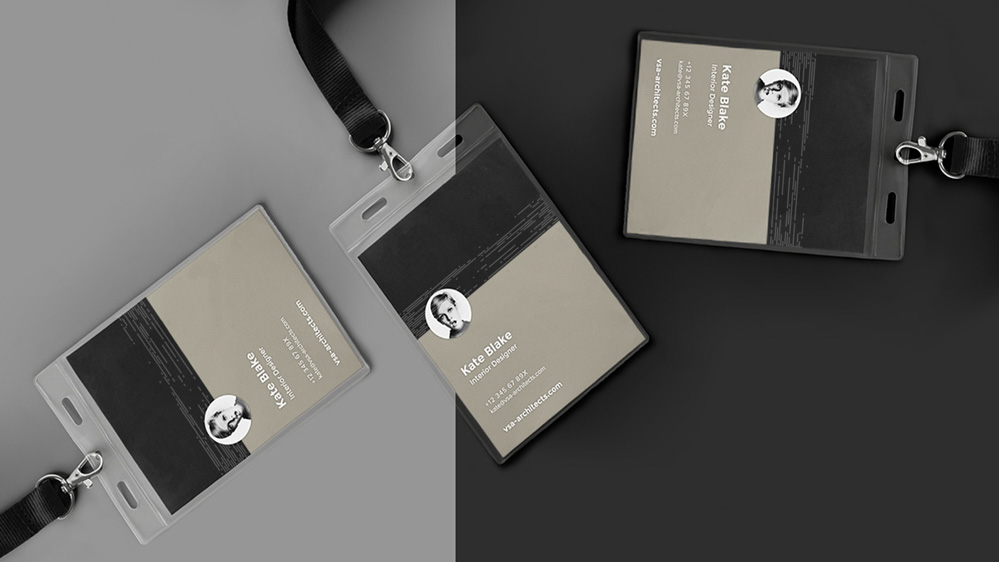 Kate Blake
Interior Designer
+12 345 67 89X
kate@vsa-architects.com
vsa-architects.com
Kate Blake
Interior Designer
+12 345 67 89X
kate@vsa-architects.com
vsa-architects.com
Kate Blake
Interior Designer
+12 345 67 89X
kate@vsa-architects.com
vsa-architects.com